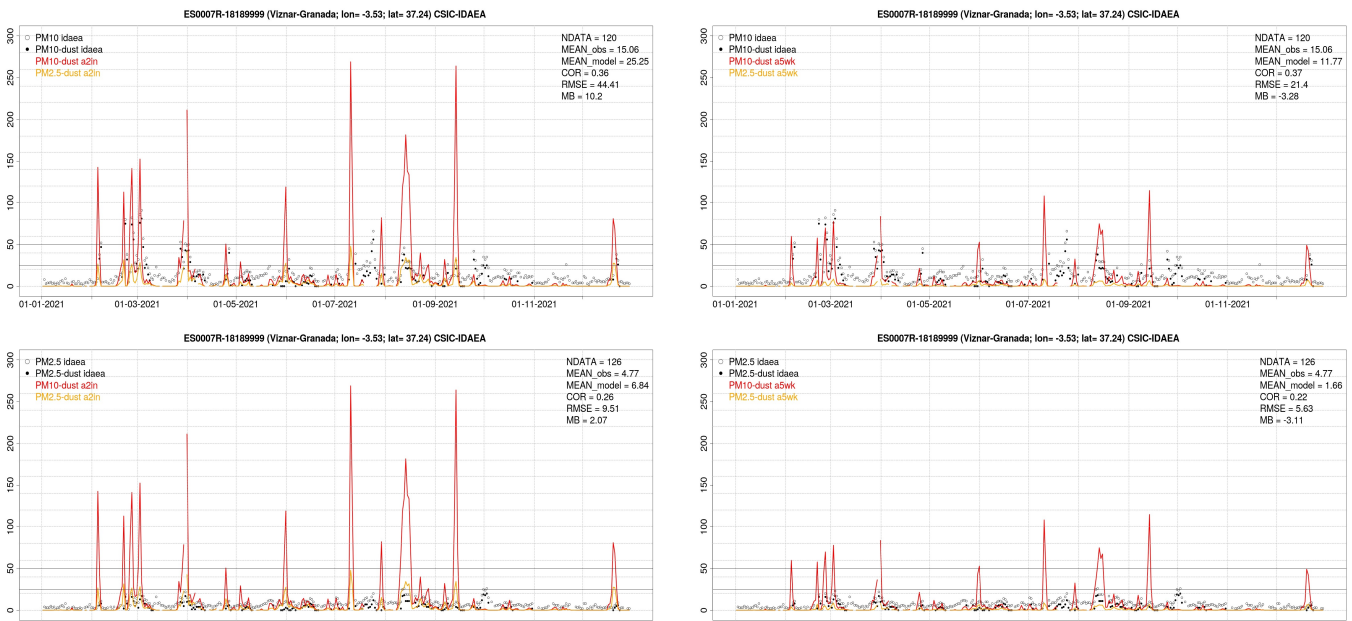 ES0007R-18189999 (Viznar-Granada; lon= -3.53; lat= 37.24) CSIC-IDAEA
PM10 idaea
PM10-dust idaea
PM10-dust a2in
PM2.5-dust a2in
NDATA = 120
MEAN_obs = 15.06
MEAN_model = 25.25
COR = 0.36
RMSE = 44.41
MB = 10.2
300
250
200
150
100
50
0
01-01-2021 01-03-2021 01-05-2021 01-07-2021 01-09-2021 01-11-2021
ES0007R-18189999 (Viznar-Granada; lon= -3.53; lat= 37.24) CSIC-IDAEA
PM10 idaea
PM10-dust idaea
PM10-dust a5wk
PM2.5-dust a5wk
NDATA = 120
MEAN_obs = 15.06
MEAN_model = 11.77
COR = 0.37
RMSE = 21.4
MB = -3.28
300
250
200
150
100
50
0
01-01-2021 01-03-2021 01-05-2021 01-07-2021 01-09-2021 01-11-2021
ES0007R-18189999 (Viznar-Granada; lon= -3.53; lat= 37.24) CSIC-IDAEA
PM2.5 idaea
PM2.5-dust idaea
PM10-dust a2in
PM2.5-dust a2in
NDATA = 126
MEAN_obs = 4.77
MEAN_model = 6.84
COR = 0.26
RMSE = 9.51
MB = 2.07
300
250
200
150
100
50
0
ES0007R-18189999 (Viznar-Granada; lon= -3.53; lat= 37.24) CSIC-IDAEA
PM2.5 idaea
PM2.5-dust idaea
PM10-dust a5wk
PM2.5-dust a5wk
NDATA = 126
MEAN_obs = 4.77
MEAN_model = 1.66
COR = 0.22
RMSE = 5.63
MB = -3.11
300
250
200
150
100
50
0